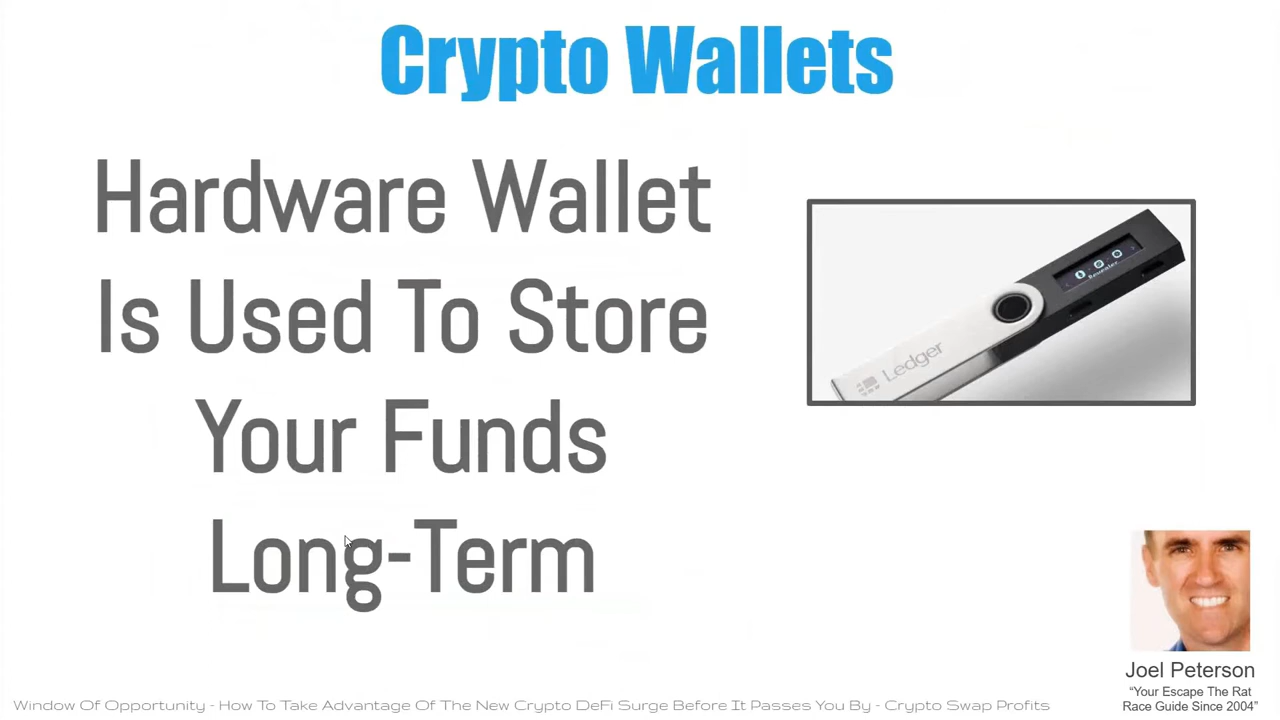 Crypto Wallets
Hardware Wallet
Is Used To Store
Your Funds
Long-Term
Ledger
Joel Peterson
“Your Escape The Rat
Race Guide Since 2004”
Window Of Opportunity - How To Take Advantage Of The New Crypto DeFi Surge Before It Passes You By - Crypto Swap Profits